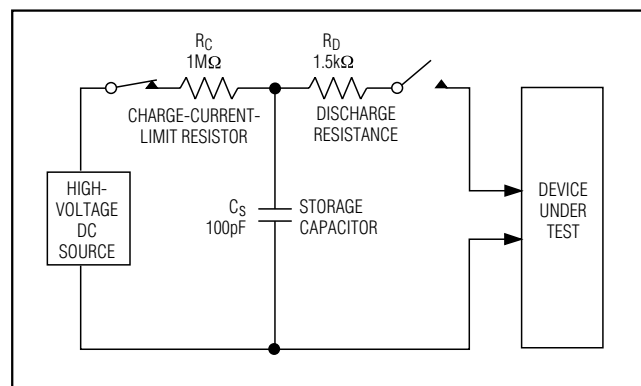 R_C
1MΩ
CHARGE-CURRENT-
LIMIT RESISTOR
R_D
1.5kΩ
DISCHARGE
RESISTANCE
HIGH-
VOLTAGE
DC
SOURCE
C_S
100pF
STORAGE
CAPACITOR
DEVICE
UNDER
TEST